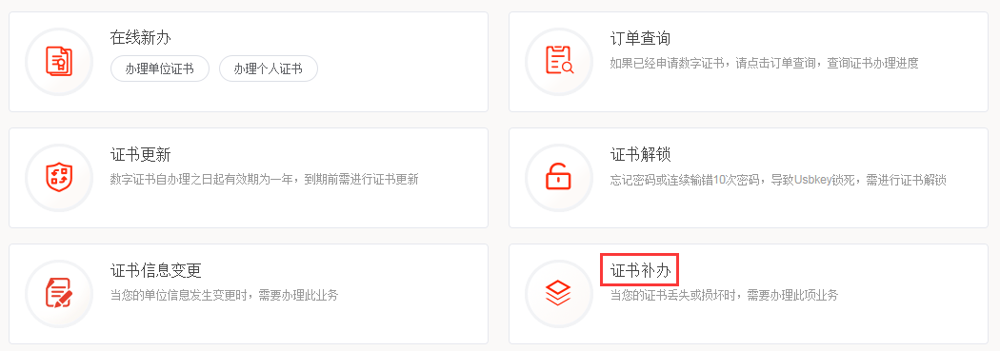 在线新办
办理单位证书 办理个人证书
订单查询
如果已经申请数字证书，请点击订单查询，查询证书办理进度
证书更新
数字证书自办理之日起有效期为一年，到期前需进行证书更新
证书解锁
忘记密码或连续输错10次密码，导致Usbkey锁死，需进行证书解锁
证书信息变更
当您的单位信息发生变更时，需要办理此业务
证书补办
当您的证书丢失或损坏时，需要办理此项业务